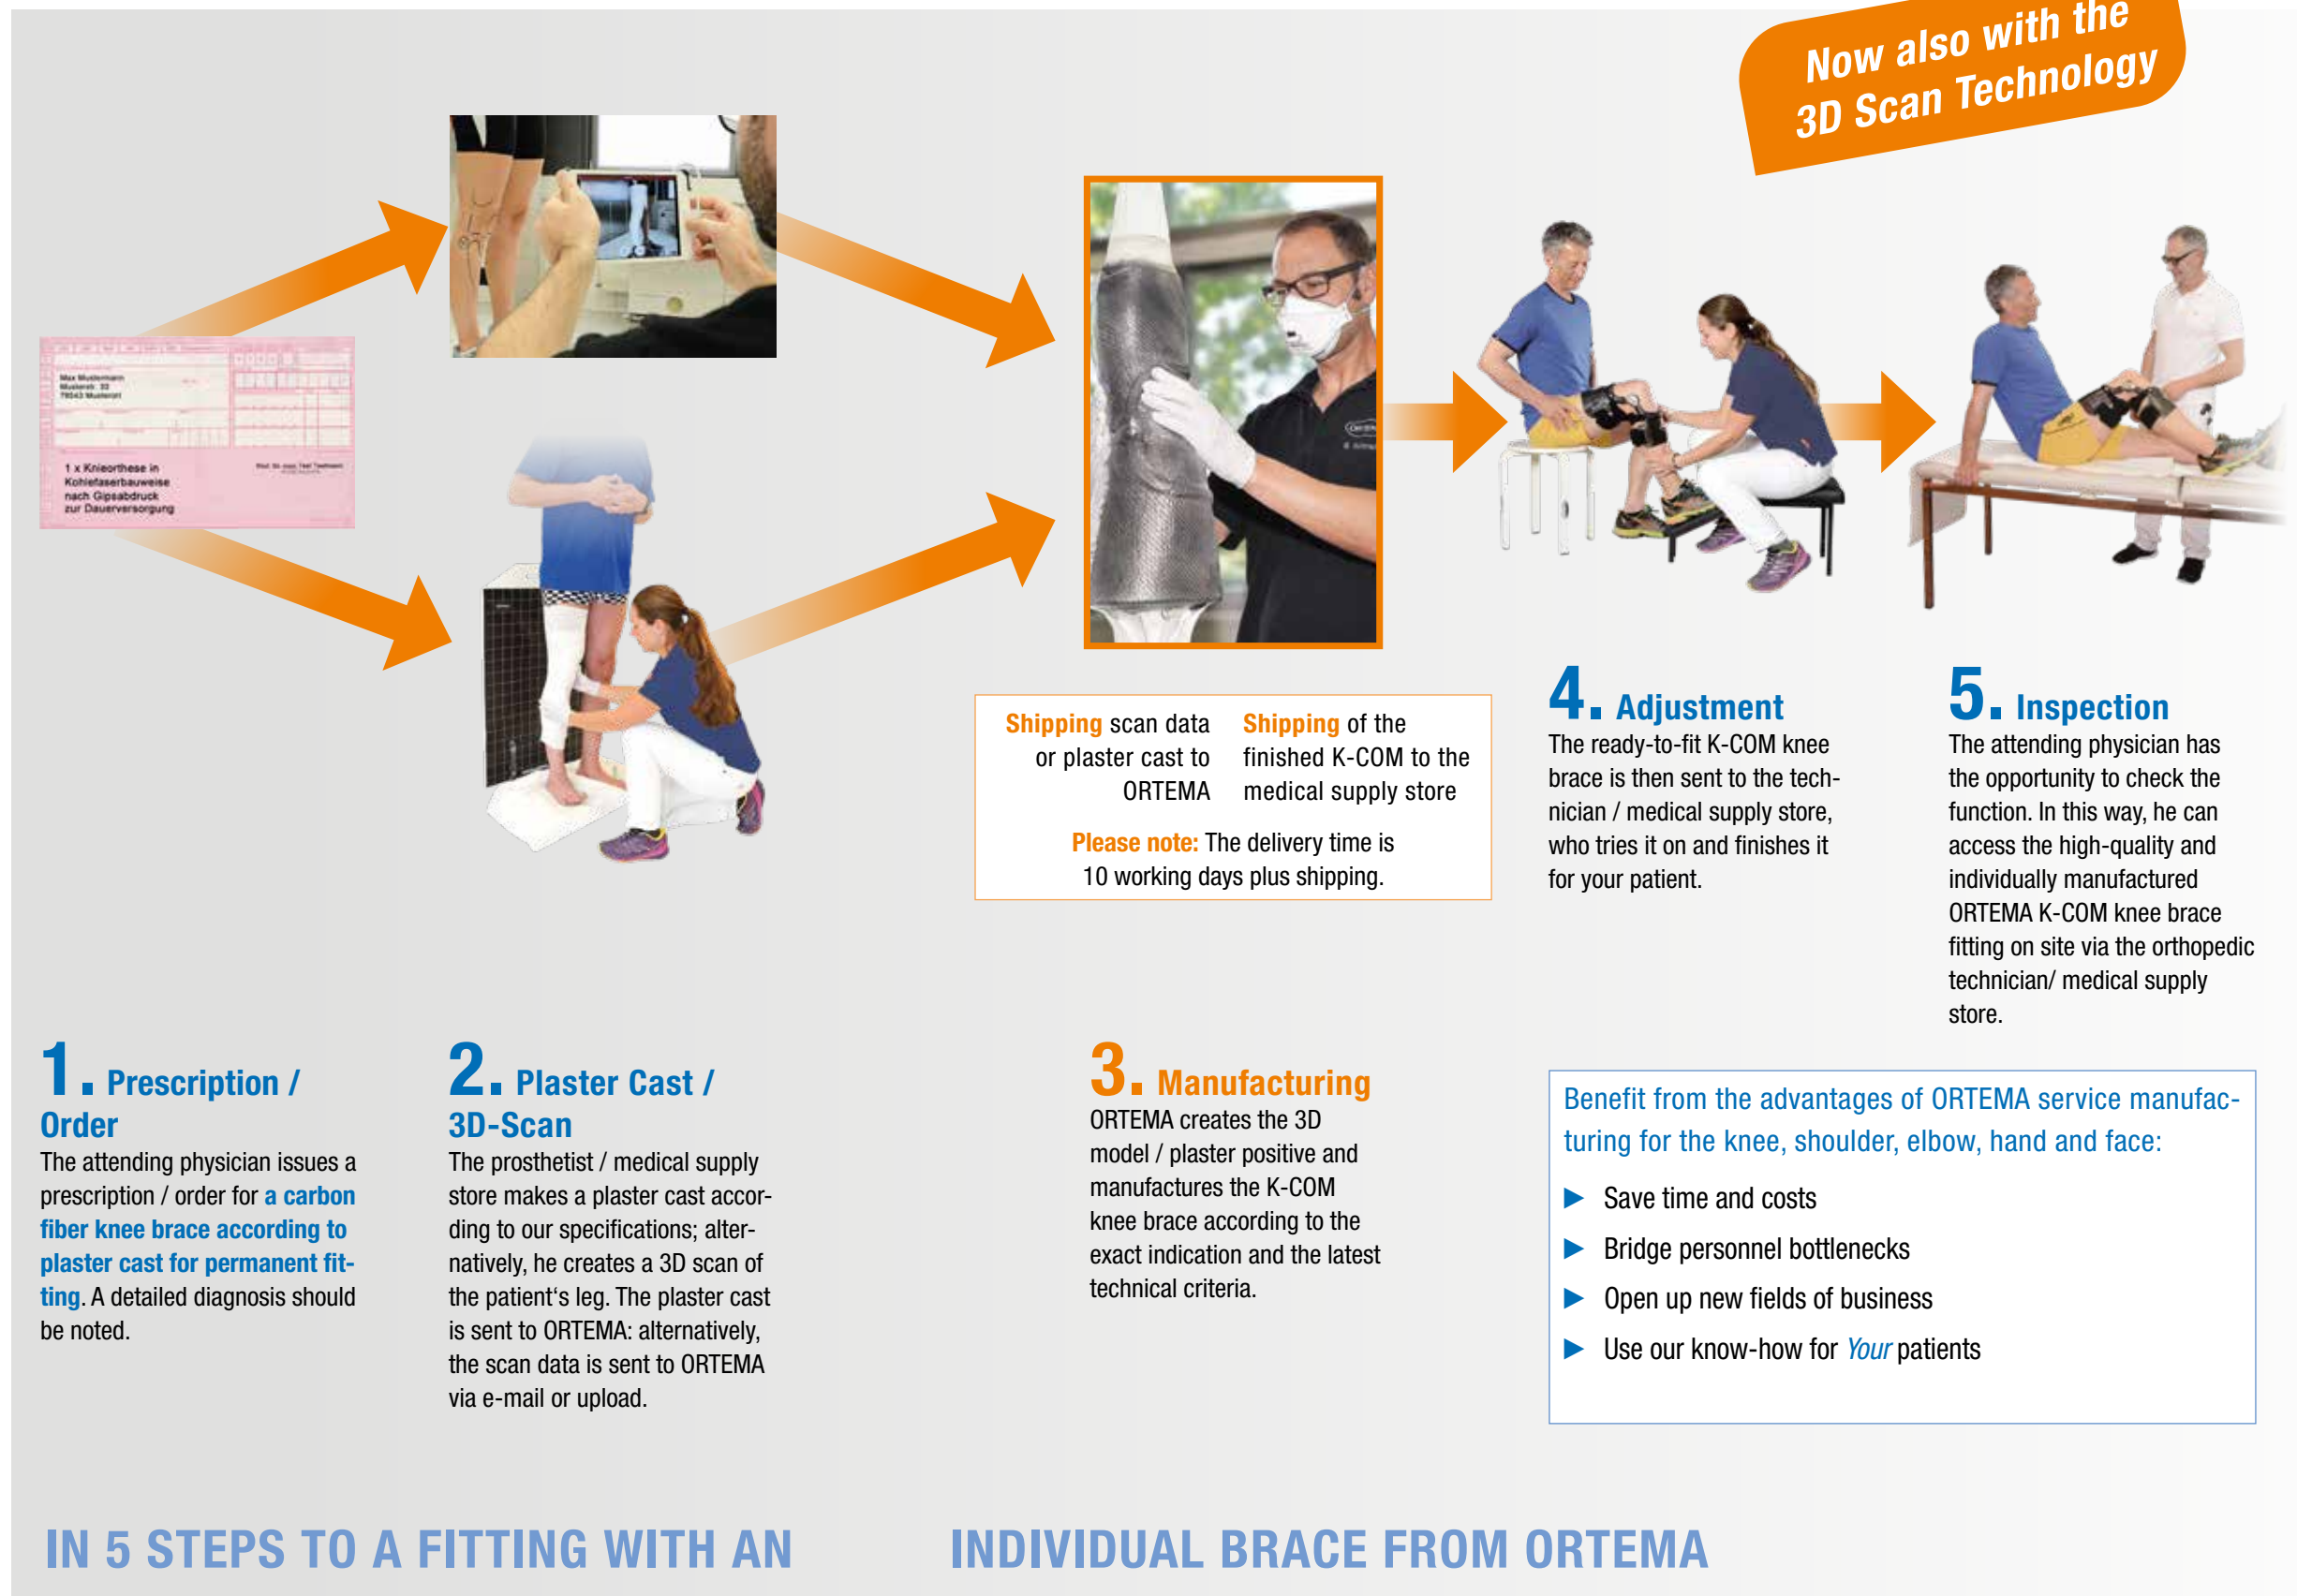 Now also with the
3D Scan Technology
Max Mustermann
Musterstr. 33
Musterort
1 x Knieorthese in
Kohlefaserbauweise
nach Gipsabdruck
zur Dauerversorgung
Shipping scan data
or plaster cast to
ORTEMA
Shipping of the
finished K-COM to the
medical supply store
Please note: The delivery time is
10 working days plus shipping.
4. Adjustment
The ready-to-fit K-COM knee
brace is then sent to the tech-
nician / medical supply store,
who tries it on and finishes it
for your patient.
5. Inspection
The attending physician has
the opportunity to check the
function. In this way, he can
access the high-quality and
individually manufactured
ORTEMA K-COM knee brace
fitting on site via the orthopedic
technician/ medical supply
store.
1. Prescription /
Order
The attending physician issues a
prescription / order for a carbon
fiber knee brace according to
plaster cast for permanent fit-
ting. A detailed diagnosis should
be noted.
2. Plaster Cast /
3D-Scan
The prosthetist / medical supply
store makes a plaster cast accor-
ding to our specifications; alter-
natively, he creates a 3D scan of
the patient‘s leg. The plaster cast
is sent to ORTEMA: alternatively,
the scan data is sent to ORTEMA
via e-mail or upload.
3. Manufacturing
ORTEMA creates the 3D
model / plaster positive and
manufactures the K-COM
knee brace according to the
exact indication and the latest
technical criteria.
Benefit from the advantages of ORTEMA service manufac-
turing for the knee, shoulder, elbow, hand and face:
► Save time and costs
► Bridge personnel bottlenecks
► Open up new fields of business
► Use our know-how for Your patients
IN 5 STEPS TO A FITTING WITH AN INDIVIDUAL BRACE FROM ORTEMA